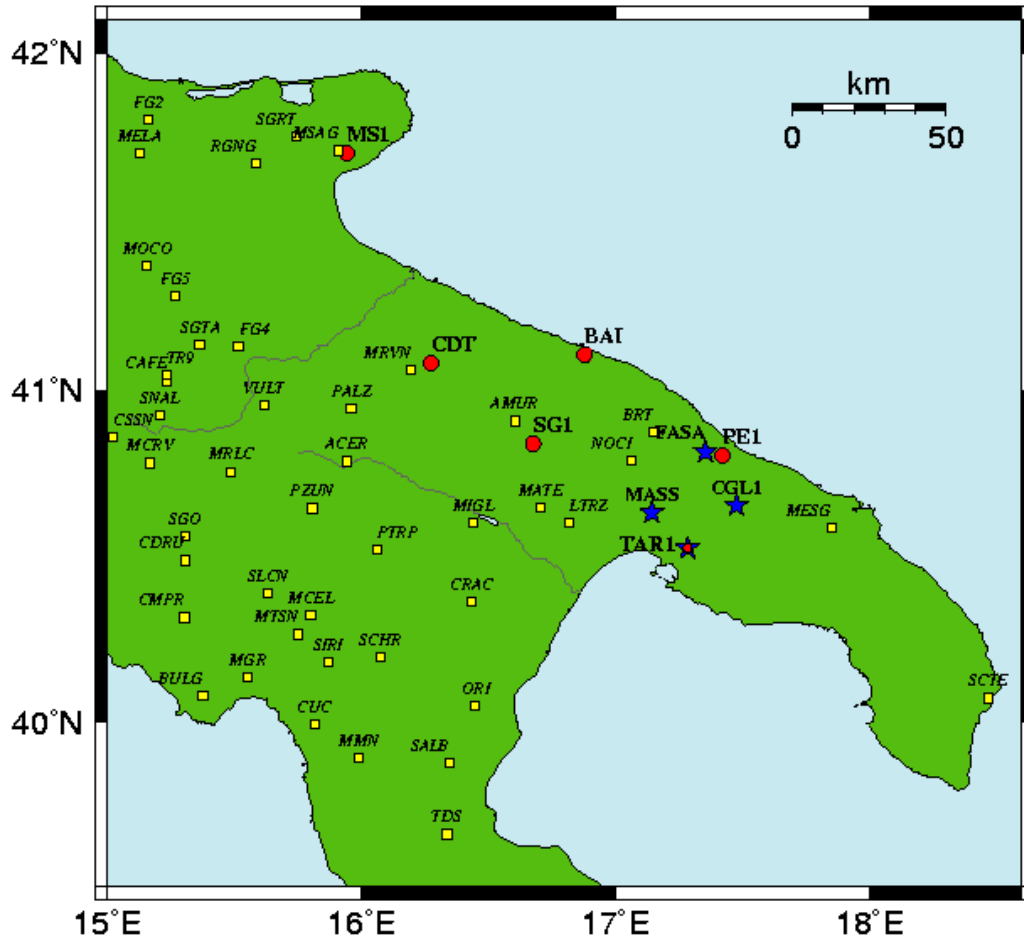 42°N
km
0 50
FG2
SGRT
MSAG
MS1
MELA
RGNG
MOCO
FG5
SGTA
FG4
BAI
CDT
MRVN
CAFE
TR9
41°N
SNAL
VULT
PALZ
AMUR
BRT
CSSN
SG1
FASA
PE1
MCRV
MRLC
ACER
NOCI
PZUN
MIGL
MATE
LTRZ
MASS
CGL1
MESG
SGO
CDRU
PTRP
TAR1
SLCN
CRAC
CMPR
MCEL
MTSN
SIRI
SCHR
BULG
MGR
ORI
SCTE
40°N
CUC
MMN
SALB
TDS
15°E 16°E 17°E 18°E